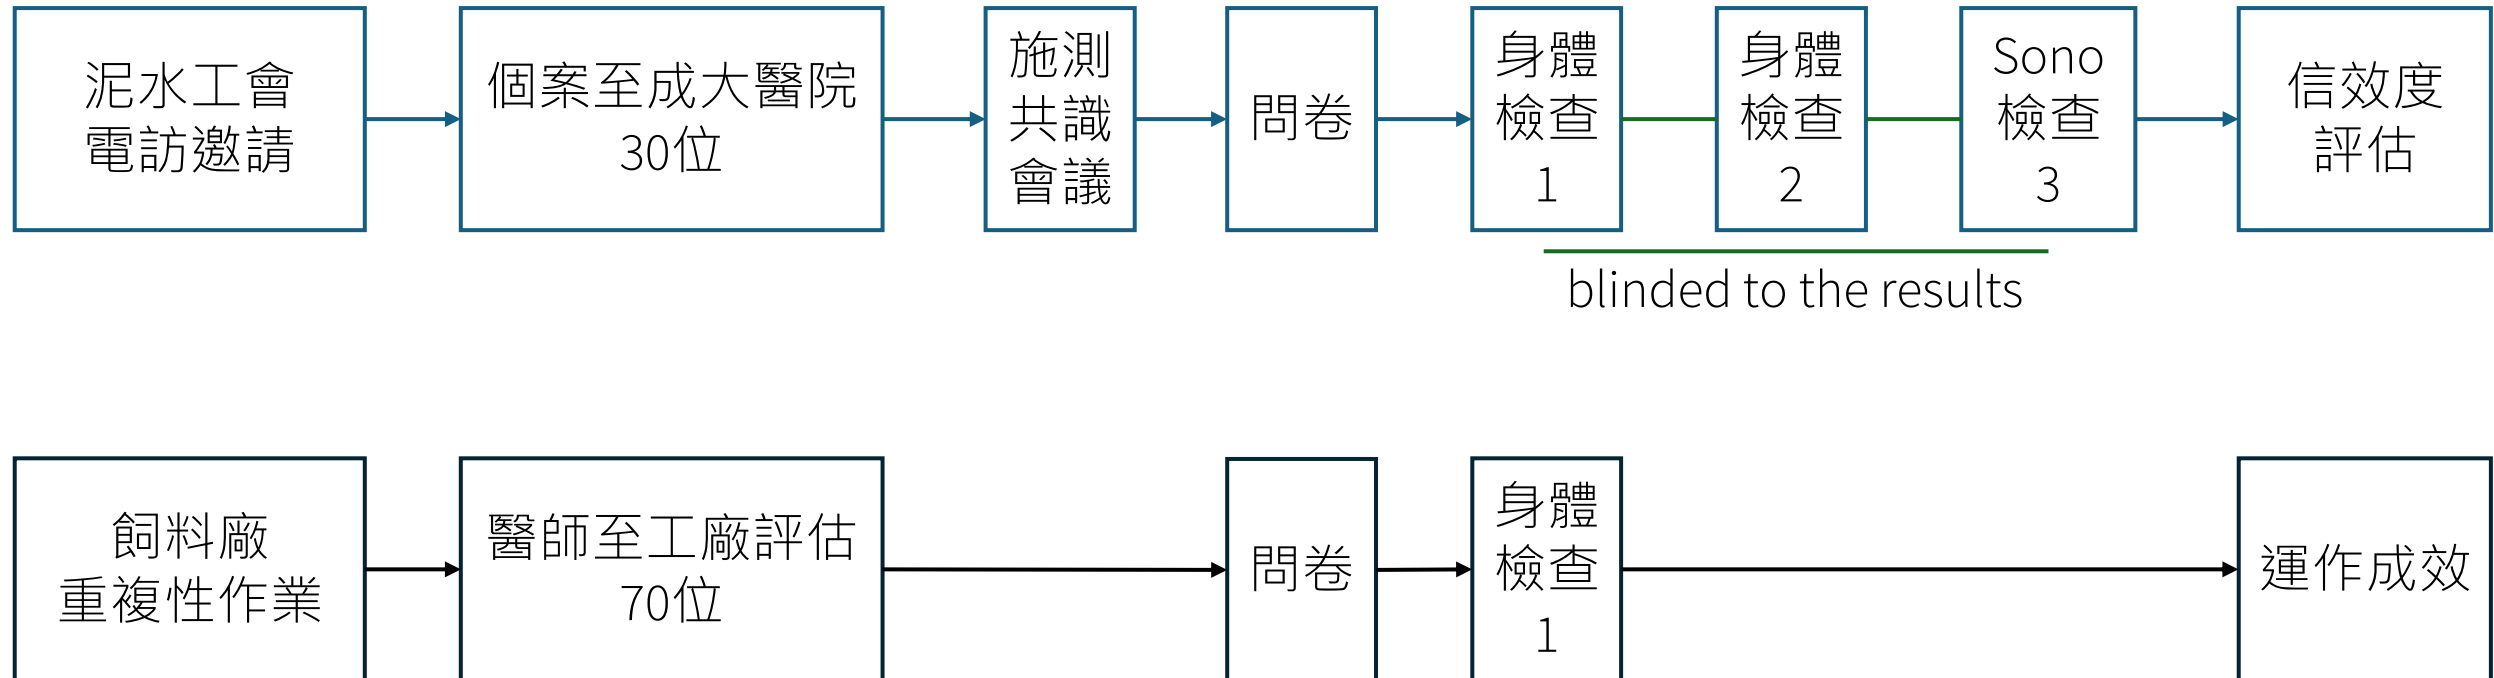 淡水工會
電話邀請
個案至成大醫院
30位
前測
共識
會議
問卷
身體
檢查
1
身體
檢查
2
Sono
檢查
3
信效度
評估
blinded to the results
飼料廠
重複性作業
醫師至工廠評估
70位
問卷
身體
檢查
1
運作成效